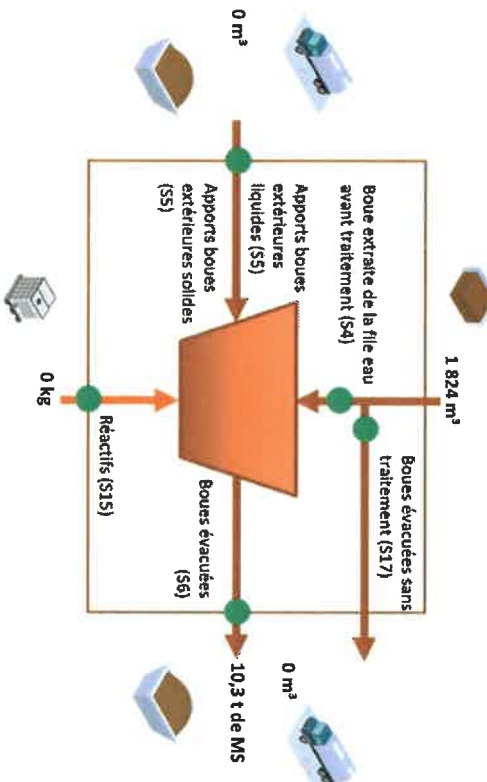 1 824 m³
Boue extraite de la file eau
avant traitement (S4)
Boues évacuées sans
traitement (S17)
0 m³
Apports boues
extérieures
liquides (S5)
Apports boues
extérieures solides
(S5)
0 m³
Boues évacuées
(S6)
10,3 t de MS
Réactifs (S15)
0 kg